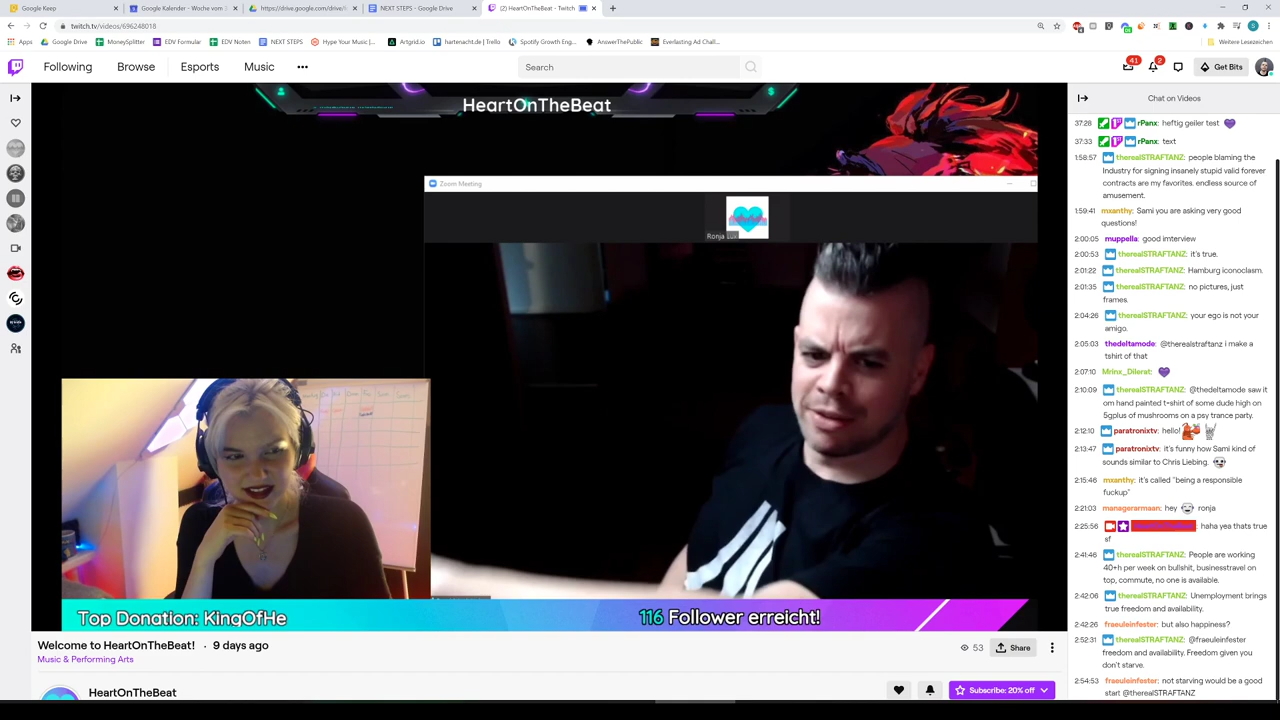 Google Keep
Google Kalender - Woche vom 3
https://drive.google.com/drive/f
NEXT STEPS - Google Drive
(2) HeartOnTheBeat - Twitch
twitch.tv/videos/696248018
Apps
Google Drive
MoneySplitter
EDV Formular
EDV Noten
NEXT STEPS
Hype Your Music |...
Artgrid.io
hartenacht.de | Trello
Spotify Growth Eng...
AnswerThePublic
Everlasting Ad Chall...
Weitere Lesezeichen
Following
Browse
Esports
Music
Search
41
2
Get Bits
HeartOnTheBeat
Zoom Meeting
Ronja Lux
Top Donation: KIngOfHe
116 Follower erreicht!
Welcome to HeartOnTheBeat! · 9 days ago
Music & Performing Arts
53
Share
HeartOnTheBeat
Subscribe: 20% off
Chat on Videos
37:28 rPanx: heftig geiler test
37:33 rPanx: text
1:58:57 therealSTRAFTANZ: people blaming the
Industry for signing insanely stupid valid forever
contracts are my favorites. endless source of
amusement.
1:59:41 mxanthy: Sami you are asking very good
questions!
2:00:05 muppella: good imterview
2:00:53 therealSTRAFTANZ: it's true.
2:01:22 therealSTRAFTANZ: Hamburg iconoclasm.
2:01:35 therealSTRAFTANZ: no pictures, just
frames.
2:04:26 therealSTRAFTANZ: your ego is not your
amigo.
2:05:03 thedeltamode: @therealstraftanz i make a
tshirt of that
2:07:10 Mrinx_Dilerat:
2:10:09 therealSTRAFTANZ: @thedeltamode saw it
om hand painted t-shirt of some dude high on
5gplus of mushrooms on a psy trance party.
2:12:10 paratronixtv: hello!
2:13:47 paratronixtv: it's funny how Sami kind of
sounds similar to Chris Liebing.
2:15:46 mxanthy: it's called "being a responsible
fuckup"
2:21:03 managerarmaan: hey ronja
2:25:56 HeartOnTheBeat: haha yea thats true
sf
2:41:46 therealSTRAFTANZ: People are working
40+h per week on bullshit, businesstravel on
top, commute, no one is available.
2:42:06 therealSTRAFTANZ: Unemployment brings
true freedom and availability.
2:42:26 fraeuleinfester: but also happiness?
2:52:31 therealSTRAFTANZ: @fraeuleinfester
freedom and availability. Freedom given you
don't starve.
2:54:53 fraeuleinfester: not starving would be a good
start @therealSTRAFTANZ